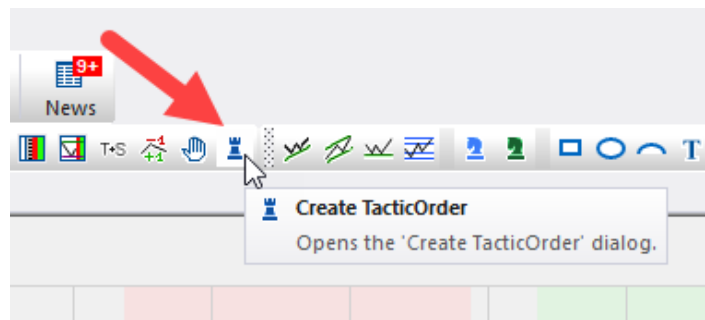 9+
News
T+S
-1
+1
T
Create TacticOrder
Opens the 'Create TacticOrder' dialog.